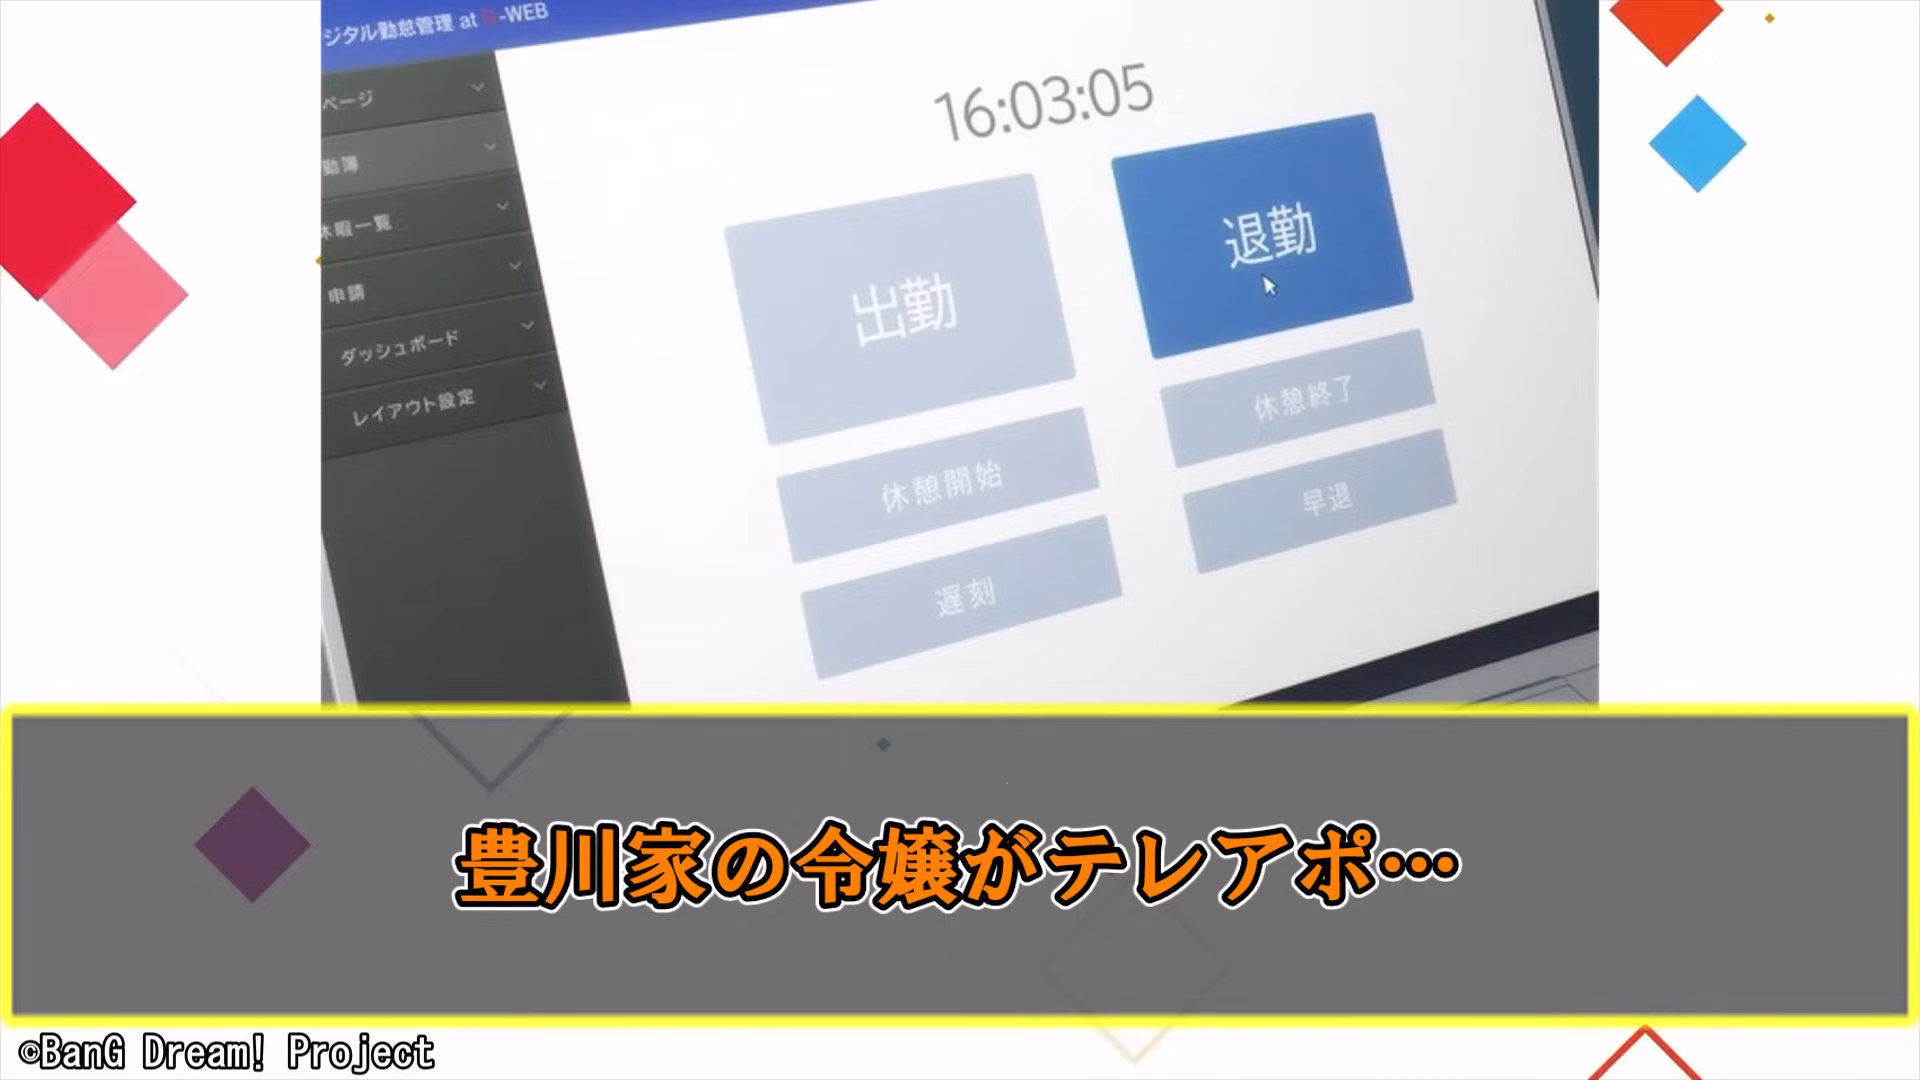 ジタル勤怠管理 at D-WEB
ページ
勤簿
休暇一覧
申請
ダッシュボード
レイアウト設定
16:03:05
出勤
退勤
休憩開始
休憩終了
遅刻
早退
豊川家の令嬢がテレアポ…
©BanG Dream! Project